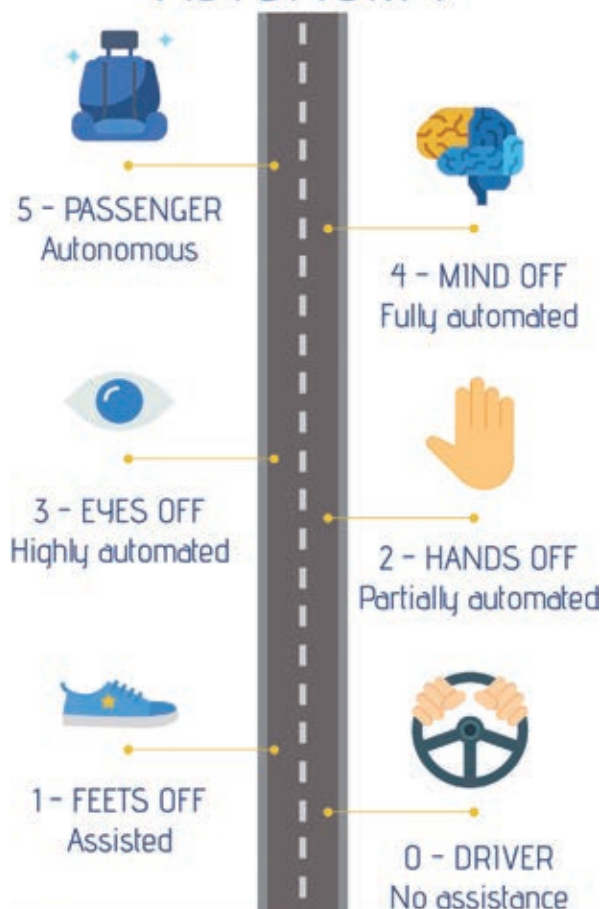 5 - PASSENGER
Autonomous
4 - MIND OFF
Fully automated
3 - EYES OFF
Highly automated
2 - HANDS OFF
Partially automated
1 - FEETS OFF
Assisted
0 - DRIVER
No assistance